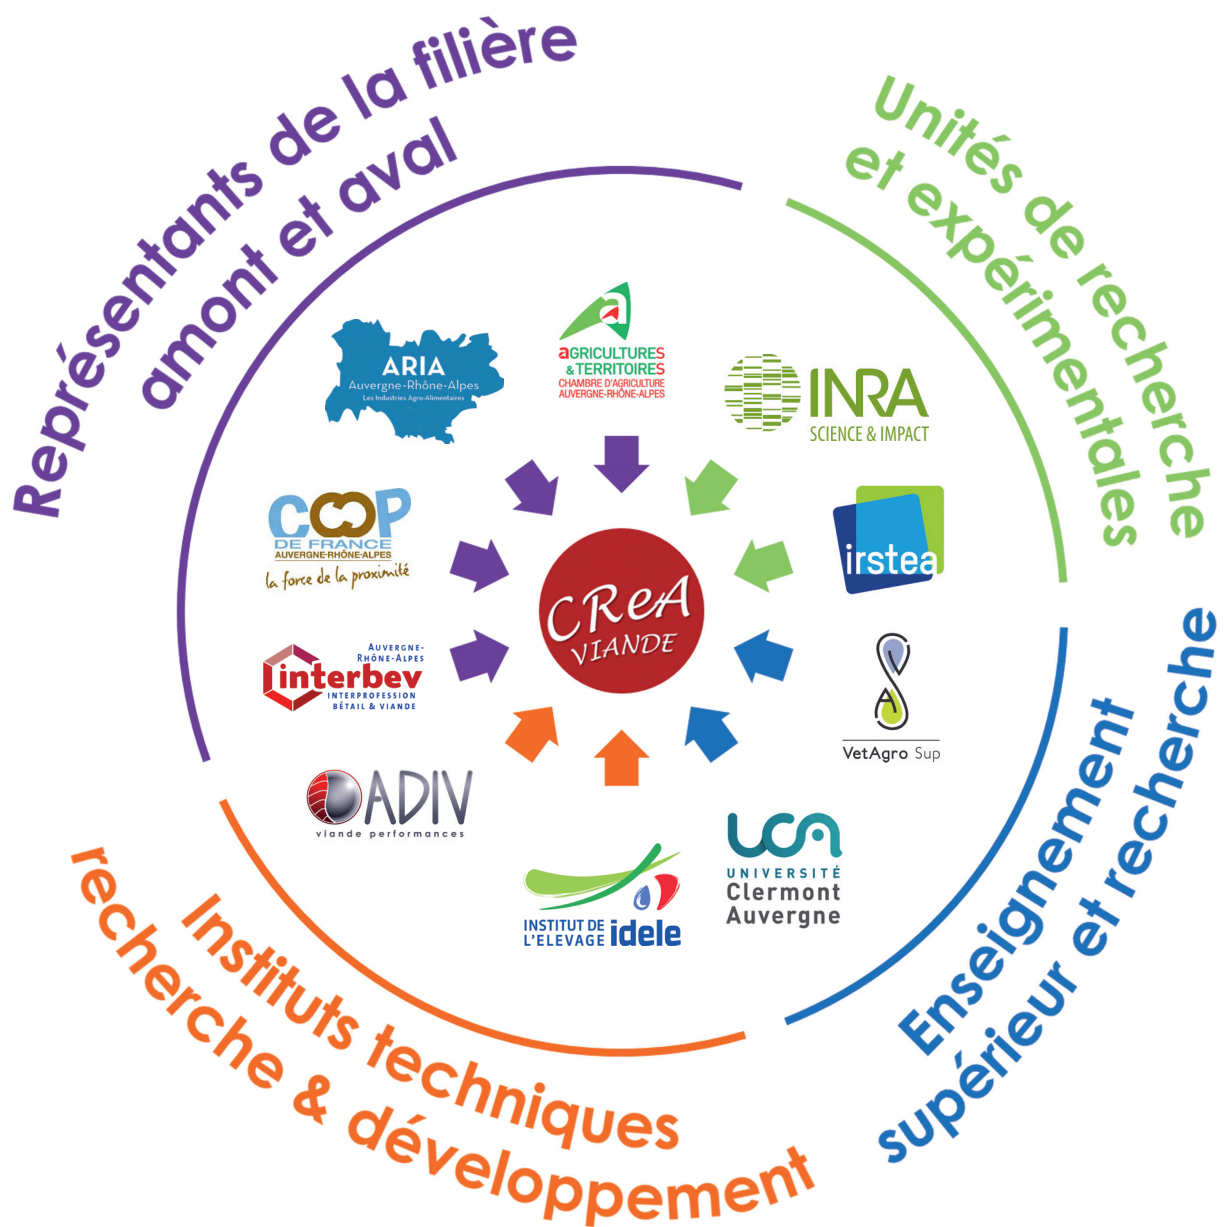 Représentants de la filière
amont et aval
Unités de recherche
et expérimentales
ARIA
Auvergne-Rhône-Alpes
Les Industries Agro-Alimentaires
a
AGRICULTURES
& TERRITOIRES
CHAMBRE D'AGRICULTURE
AUVERGNE-RHÔNE-ALPES
INRA
SCIENCE & IMPACT
COOP
DE FRANCE
AUVERGNE-RHÔNE-ALPES
la force de la proximité
irstea
CReA
VIANDE
AUVERGNE-
RHÔNE-ALPES
interbev
INTERPROFESSION
BÉTAIL & VIANDE
VA
VetAgro Sup
ADIV
viande performances
UCA
UNIVERSITÉ
Clermont
Auvergne
INSTITUT DE
L'ELEVAGE idele
Enseignement
supérieur et recherche
Instituts techniques
recherche & développement